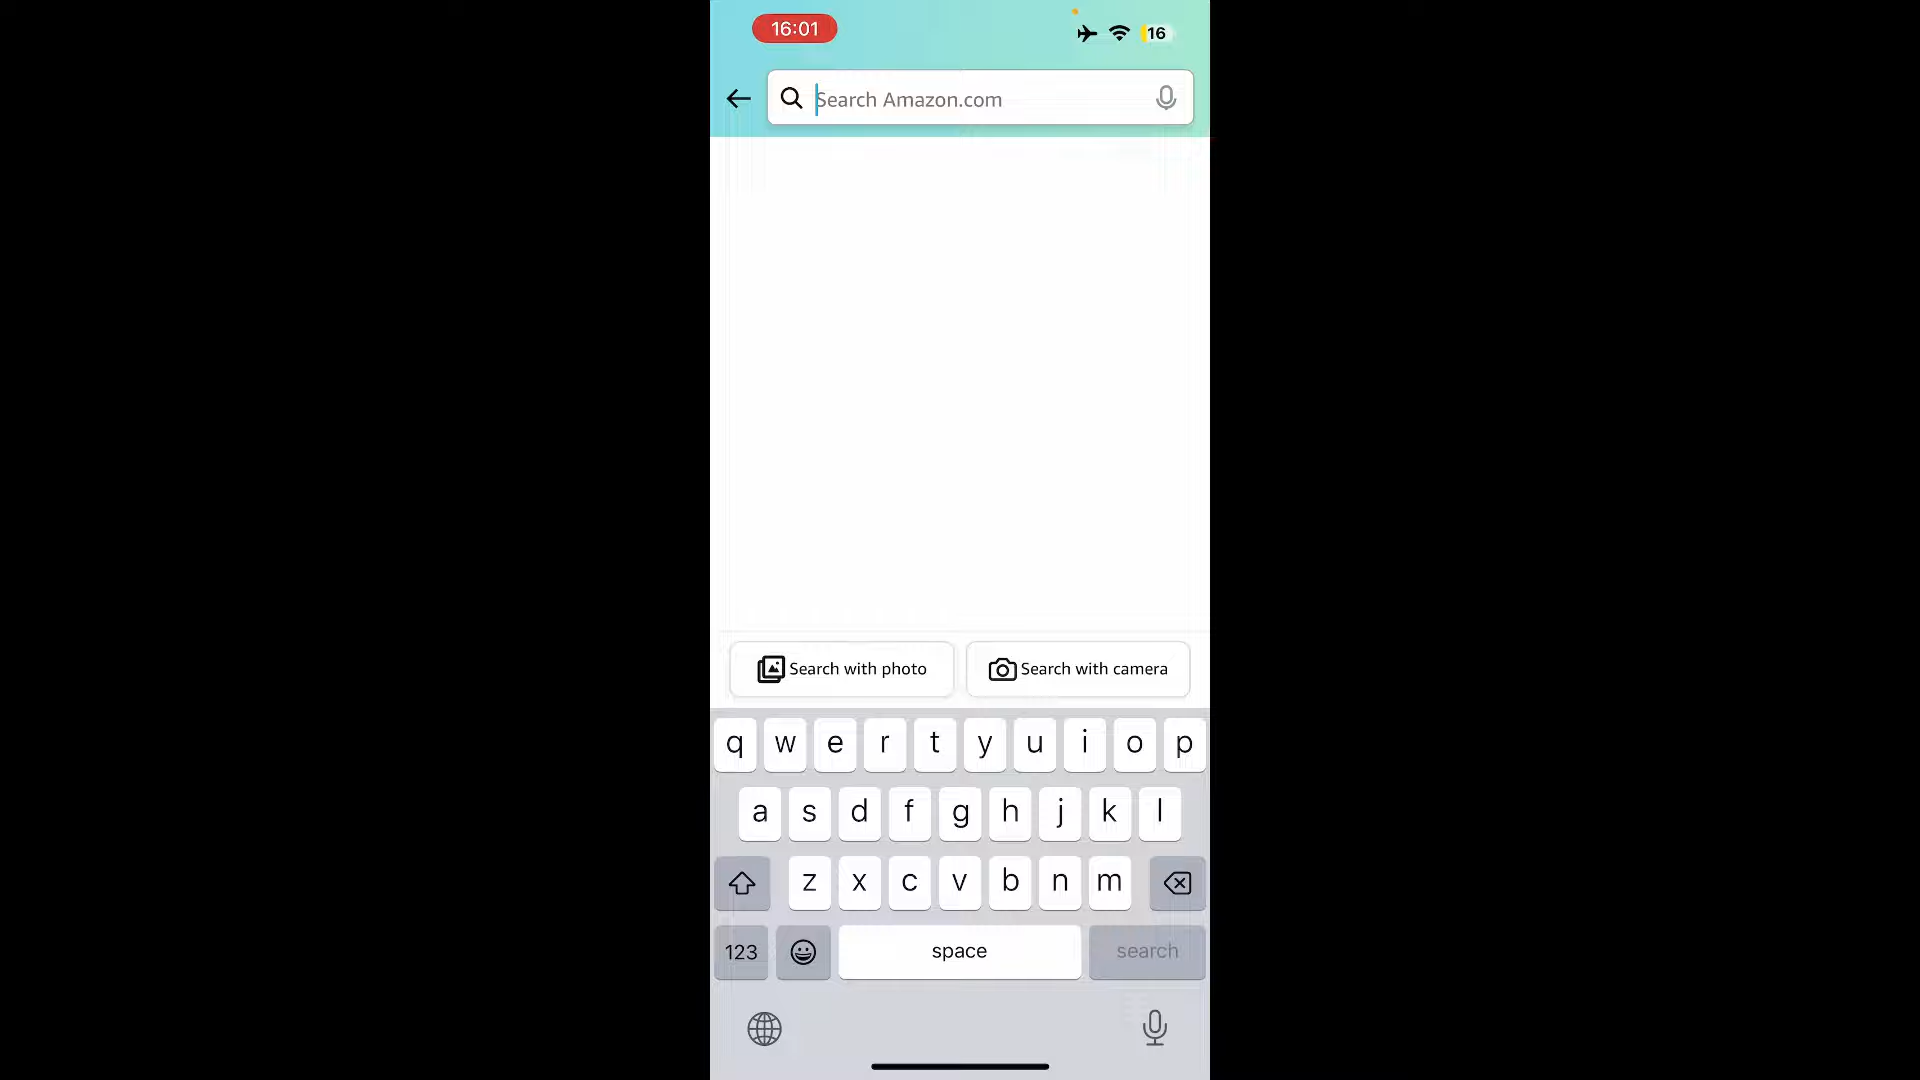 16:01
16
Search Amazon.com
Search with photo
Search with camera
q w e r t y u i o p
a s d f g h j k l
z x c v b n m
123
space
search